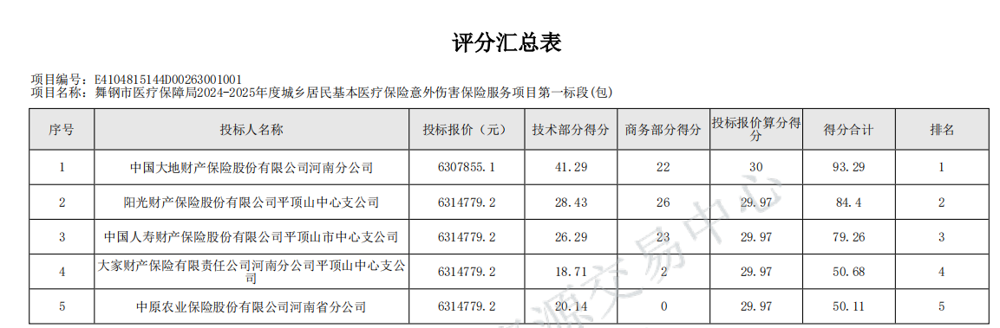 评分汇总表
项目编号: E4104815144D00263001001
项目名称: 舞钢市医疗保障局2024-2025年度城乡居民基本医疗保险意外伤害保险服务项目第一标段(包)
序号 投标人名称 投标报价（元） 技术部分得分 商务部分得分 投标报价算分得 得分合计 排名
分
1 中国大地财产保险股份有限公司河南分公司 6307855.1 41.29 22 30 93.29 1
2 阳光财产保险股份有限公司平顶山中心支公司 6314779.2 28.43 26 29.97 84.4 2
3 中国人寿财产保险股份有限公司平顶山市中心支公司 6314779.2 26.29 23 29.97 79.26 3
4 大家财产保险有限责任公司河南分公司平顶山中心支公 6314779.2 18.71 2 29.97 50.68 4
司
5 中原农业保险股份有限公司河南省分公司 6314779.2 20.14 0 29.97 50.11 5
源交易中心